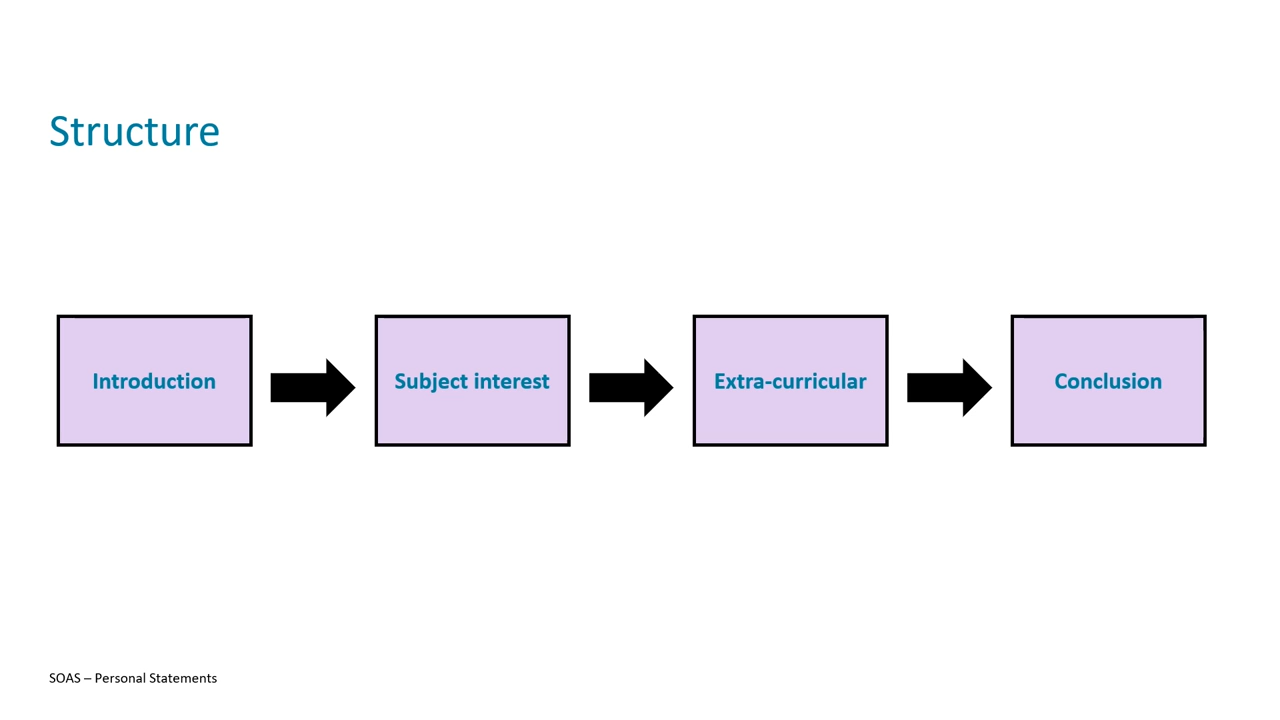 Structure
Introduction
Subject interest
Extra-curricular
Conclusion
SOAS – Personal Statements